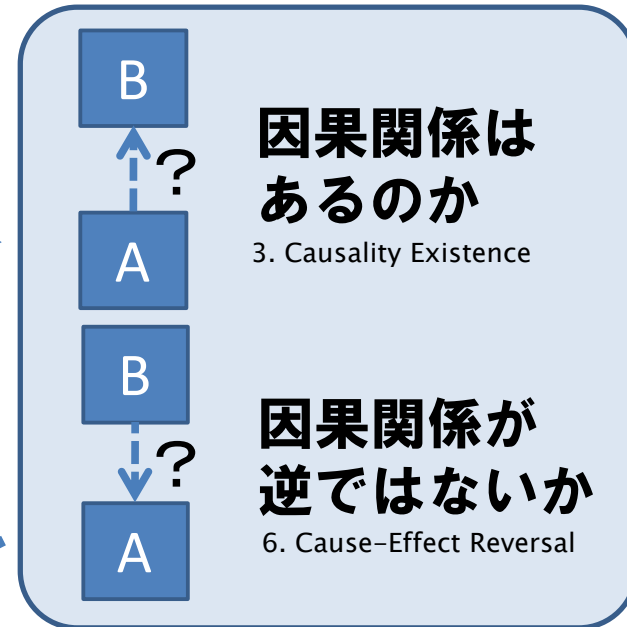 B
?
A
因果関係は
あるのか
3. Causality Existence
B
?
A
因果関係が
逆ではないか
6. Cause–Effect Reversal